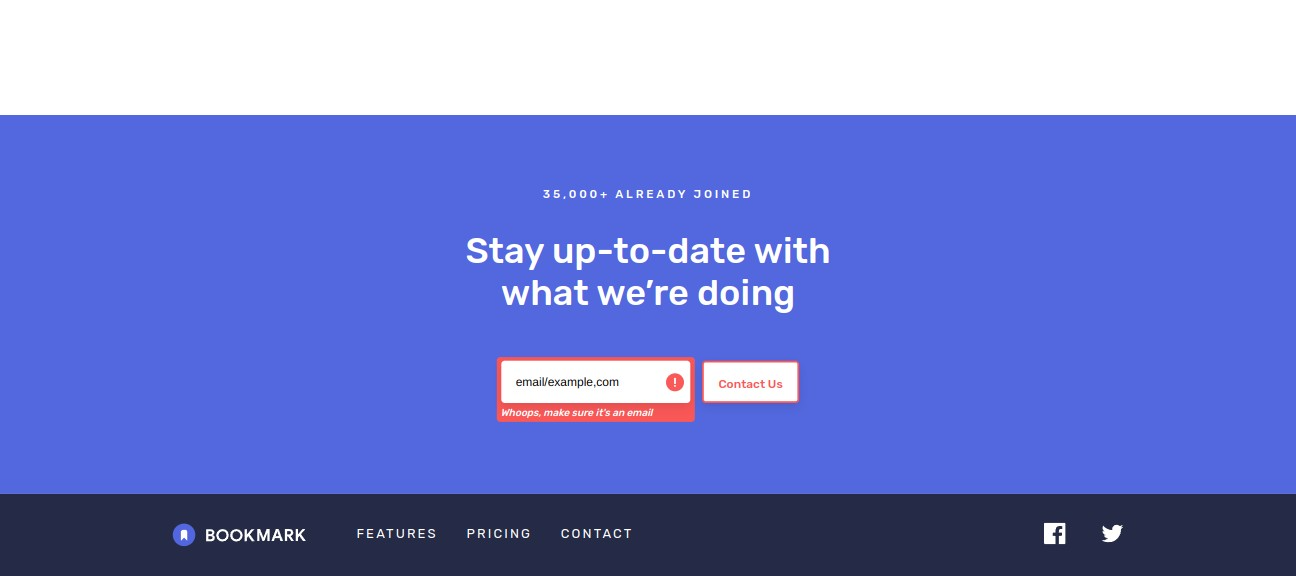 35,000+ ALREADY JOINED
Stay up-to-date with
what we’re doing
email/example,com
Contact Us
Whoops, make sure it's an email
BOOKMARK FEATURES PRICING CONTACT